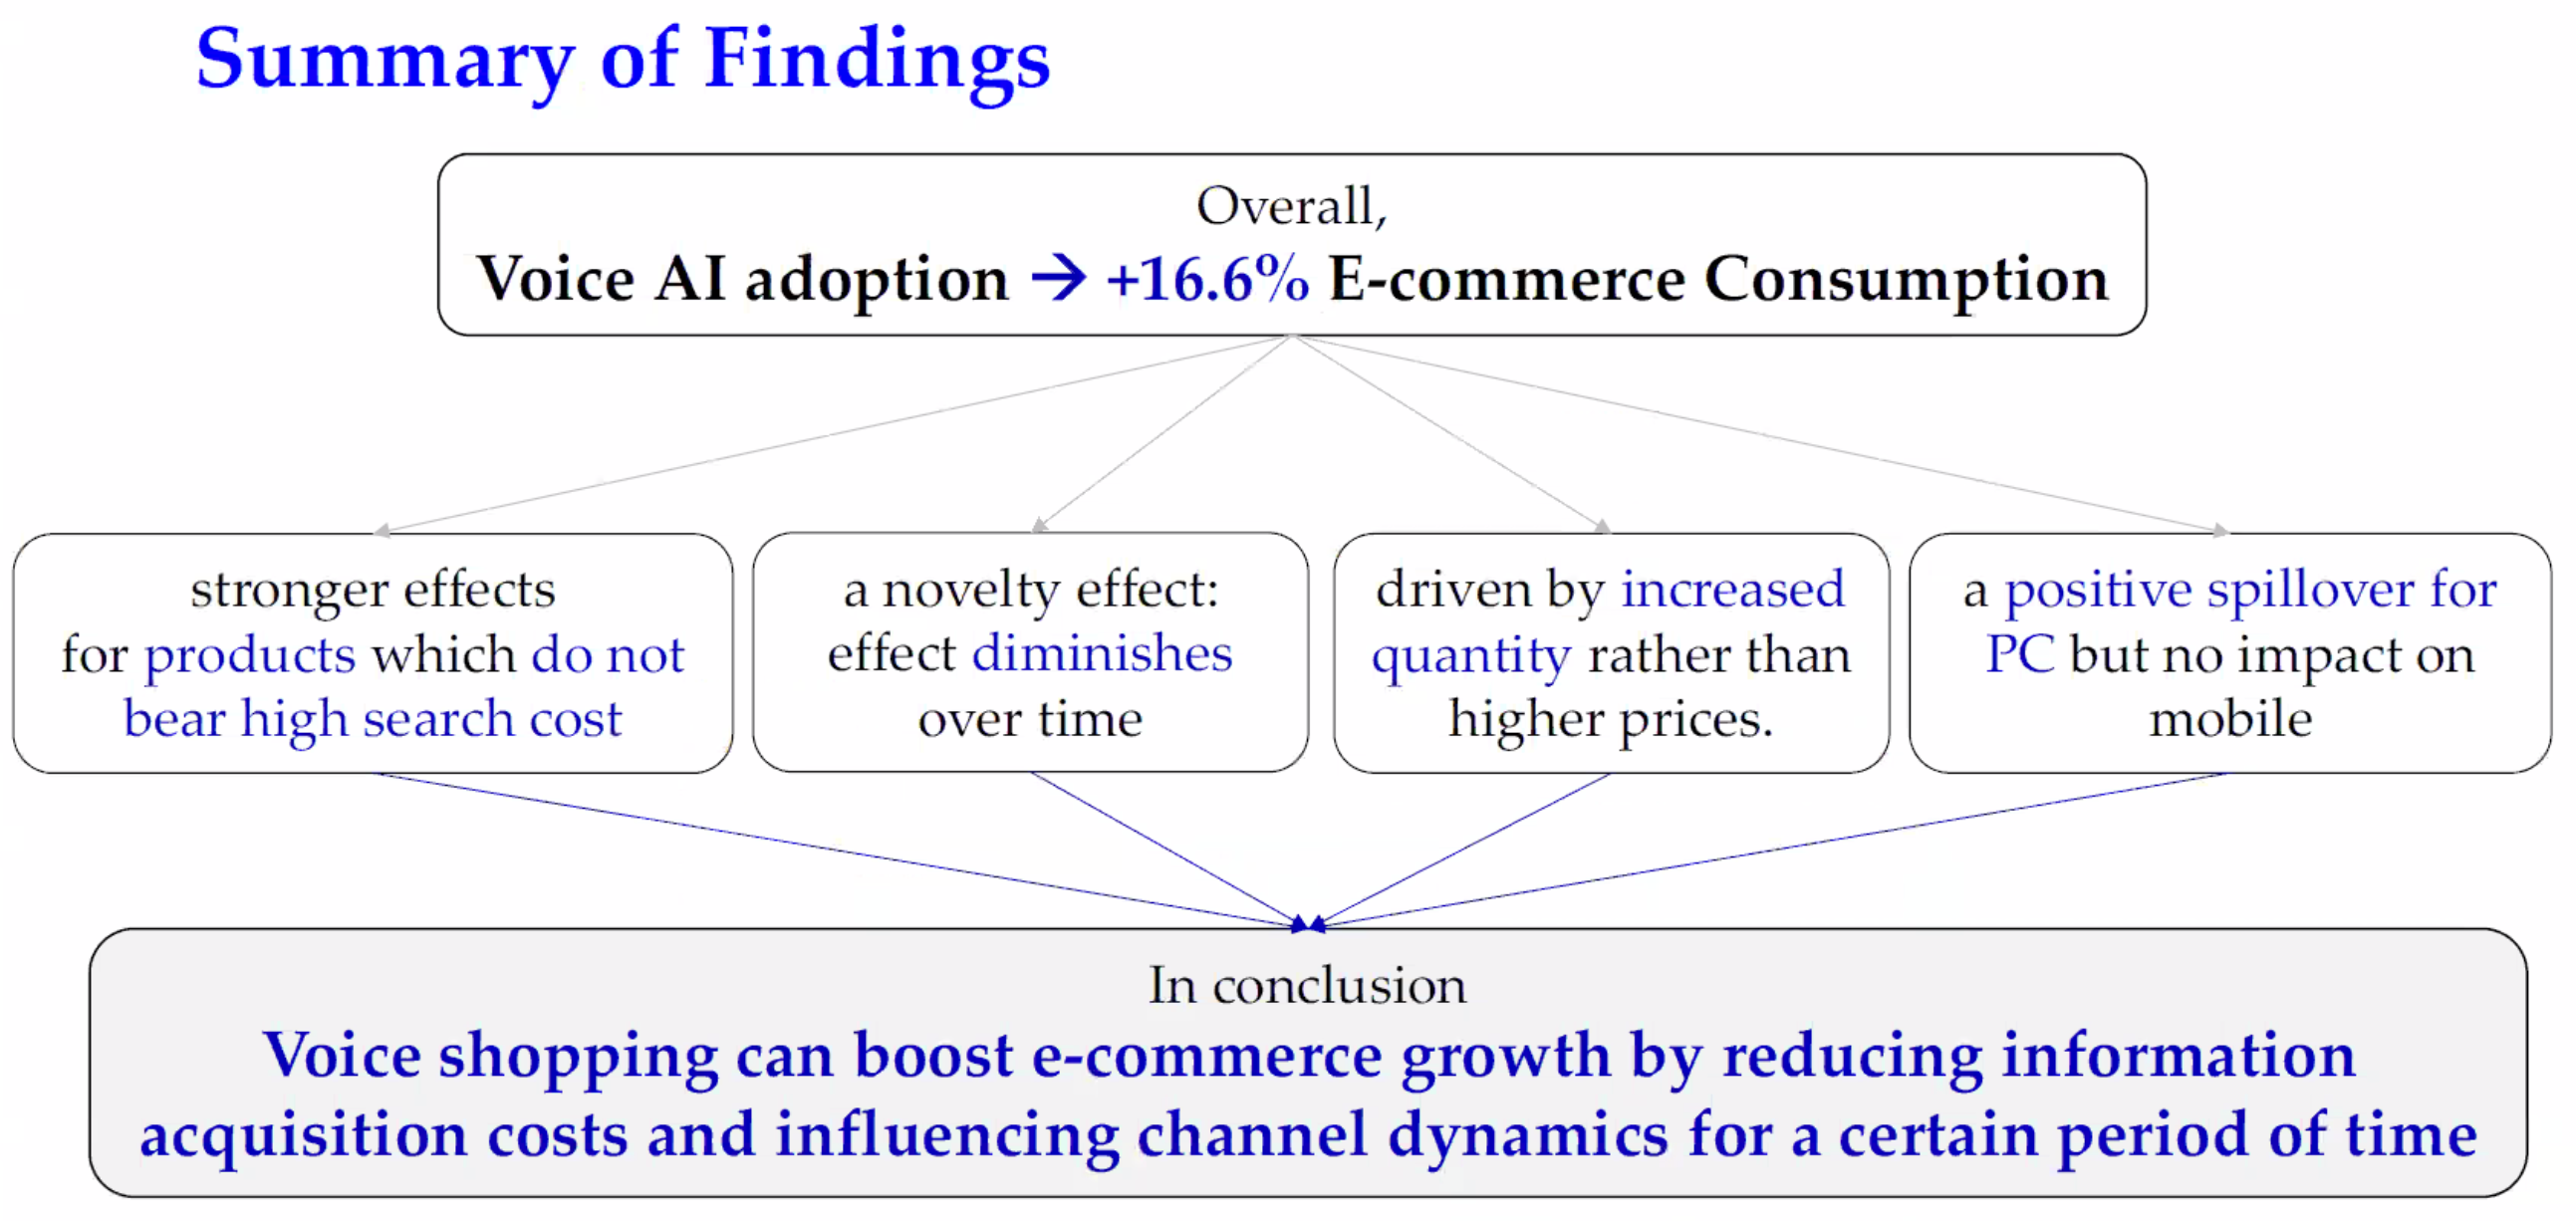 Summary of Findings
Overall,
Voice AI adoption → +16.6% E-commerce Consumption
stronger effects
for products which do not
bear high search cost
a novelty effect:
effect diminishes
over time
driven by increased
quantity rather than
higher prices.
a positive spillover for
PC but no impact on
mobile
In conclusion
Voice shopping can boost e-commerce growth by reducing information
acquisition costs and influencing channel dynamics for a certain period of time